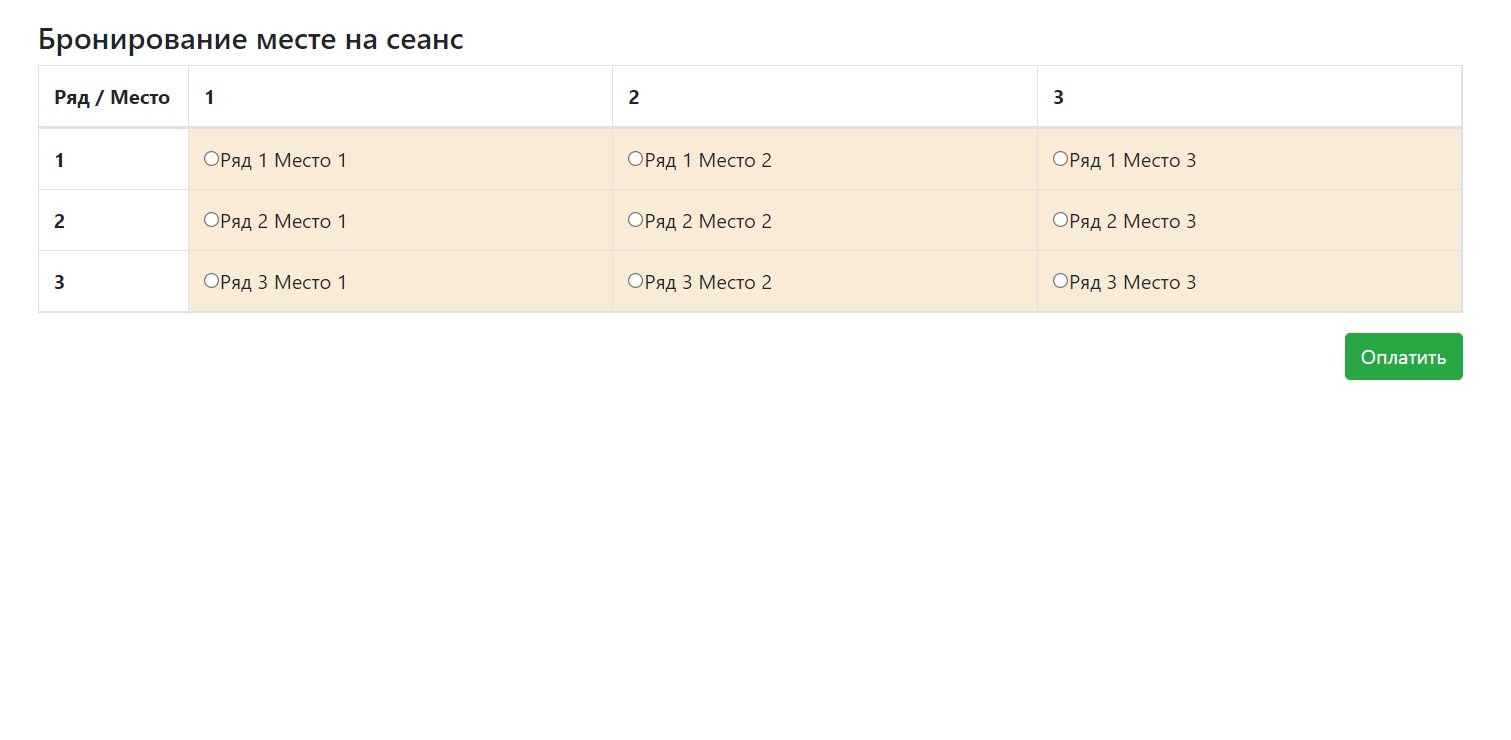 Бронирование месте на сеанс
Ряд / Место 1 2 3
1 Ряд 1 Место 1 Ряд 1 Место 2 Ряд 1 Место 3
2 Ряд 2 Место 1 Ряд 2 Место 2 Ряд 2 Место 3
3 Ряд 3 Место 1 Ряд 3 Место 2 Ряд 3 Место 3
Оплатить